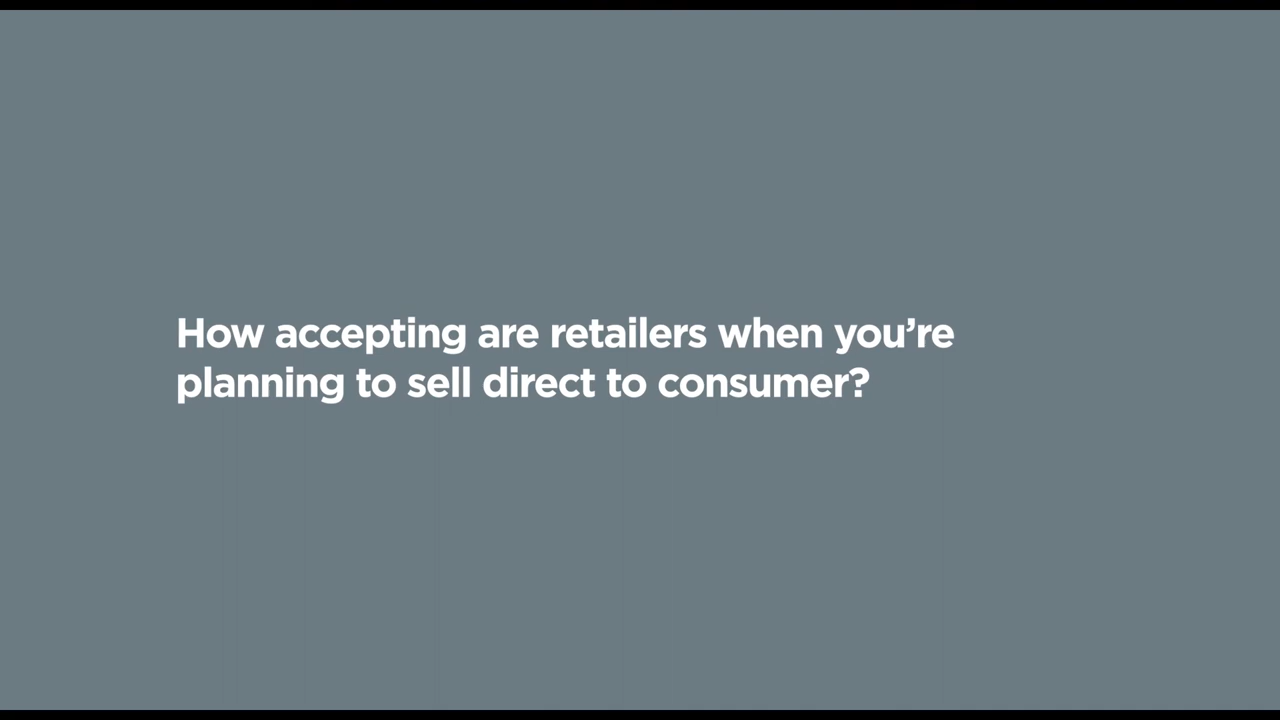 How accepting are retailers when you’re
planning to sell direct to consumer?